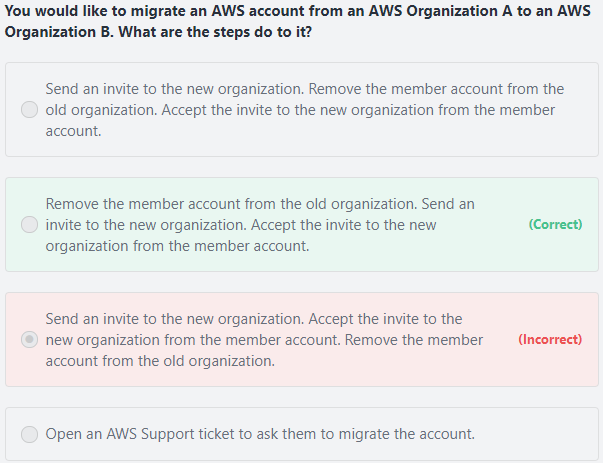 You would like to migrate an AWS account from an AWS Organization A to an AWS
Organization B. What are the steps do to it?
Send an invite to the new organization. Remove the member account from the
old organization. Accept the invite to the new organization from the member
account.
Remove the member account from the old organization. Send an
invite to the new organization. Accept the invite to the new
organization from the member account.
(Correct)
Send an invite to the new organization. Accept the invite to the
new organization from the member account. Remove the member
account from the old organization.
(Incorrect)
Open an AWS Support ticket to ask them to migrate the account.